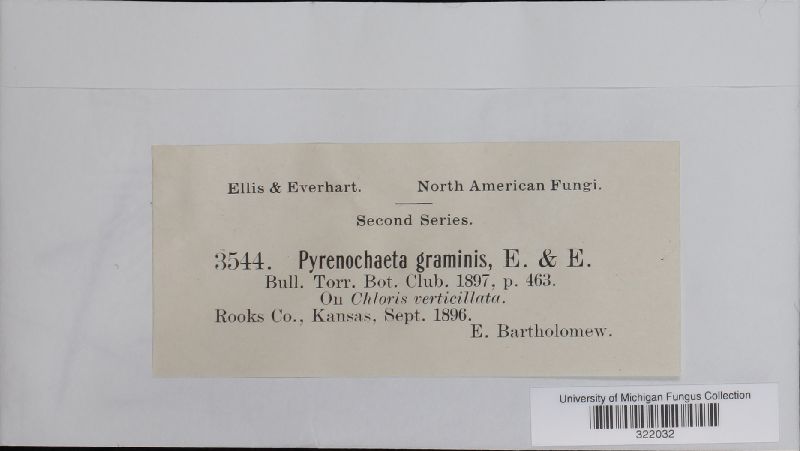 Ellis & Everhart. North American Fungi.
Second Series.
3544. Pyrenochaeta graminis, E. & E.
Bull. Torr. Bot. Club. 1897, p. 463.
On Chloris verticillata.
Rooks Co., Kansas, Sept. 1896.
E. Bartholomew.
University of Michigan Fungus Collection
322032